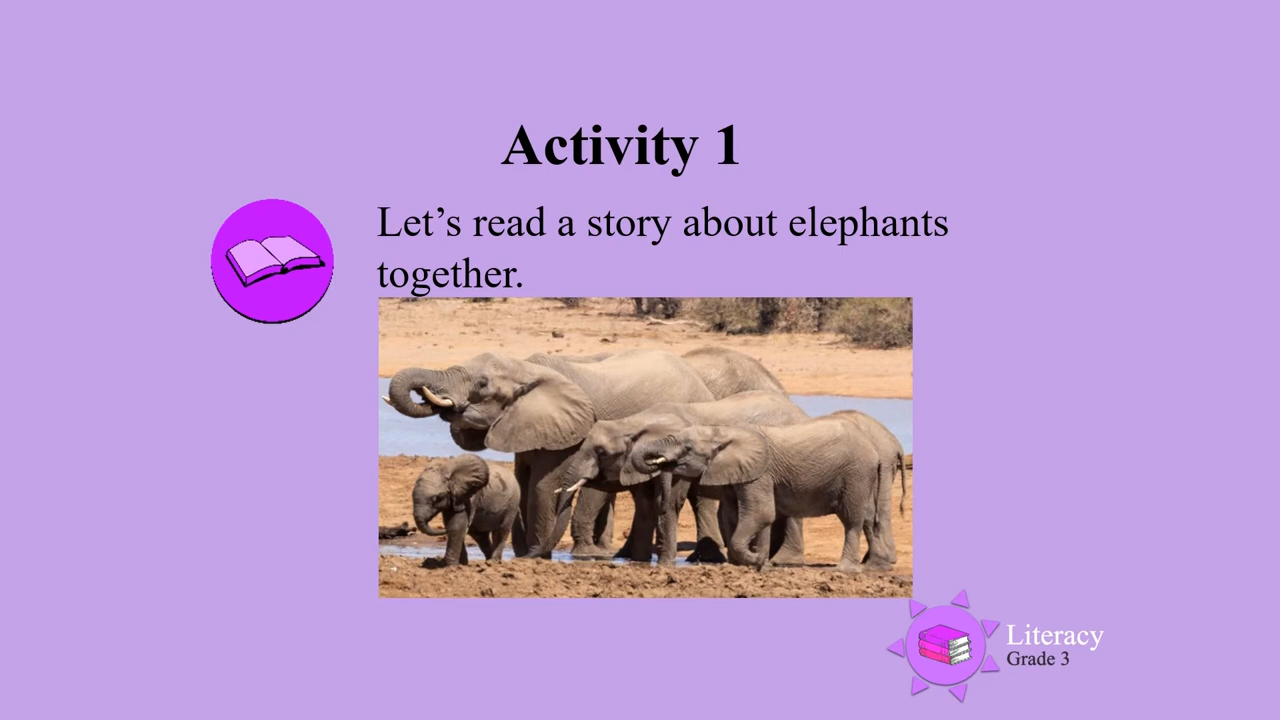 Activity 1
Let’s read a story about elephants
together.
Literacy
Grade 3